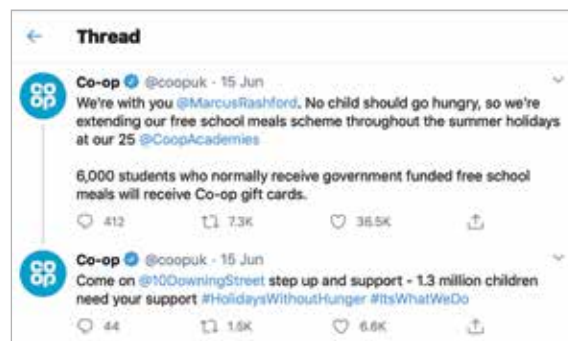 Thread
CO
OP
Co-op @coopuk · 15 Jun
We're with you @MarcusRashford. No child should go hungry, so we're
extending our free school meals scheme throughout the summer holidays
at our 25 @CoopAcademies
6,000 students who normally receive government funded free school
meals will receive Co-op gift cards.
412 7.3K 36.5K
CO
OP
Co-op @coopuk · 15 Jun
Come on @10DowningStreet step up and support - 1.3 million children
need your support #HolidaysWithoutHunger #ItsWhatWeDo
44 1.6K 6.6K